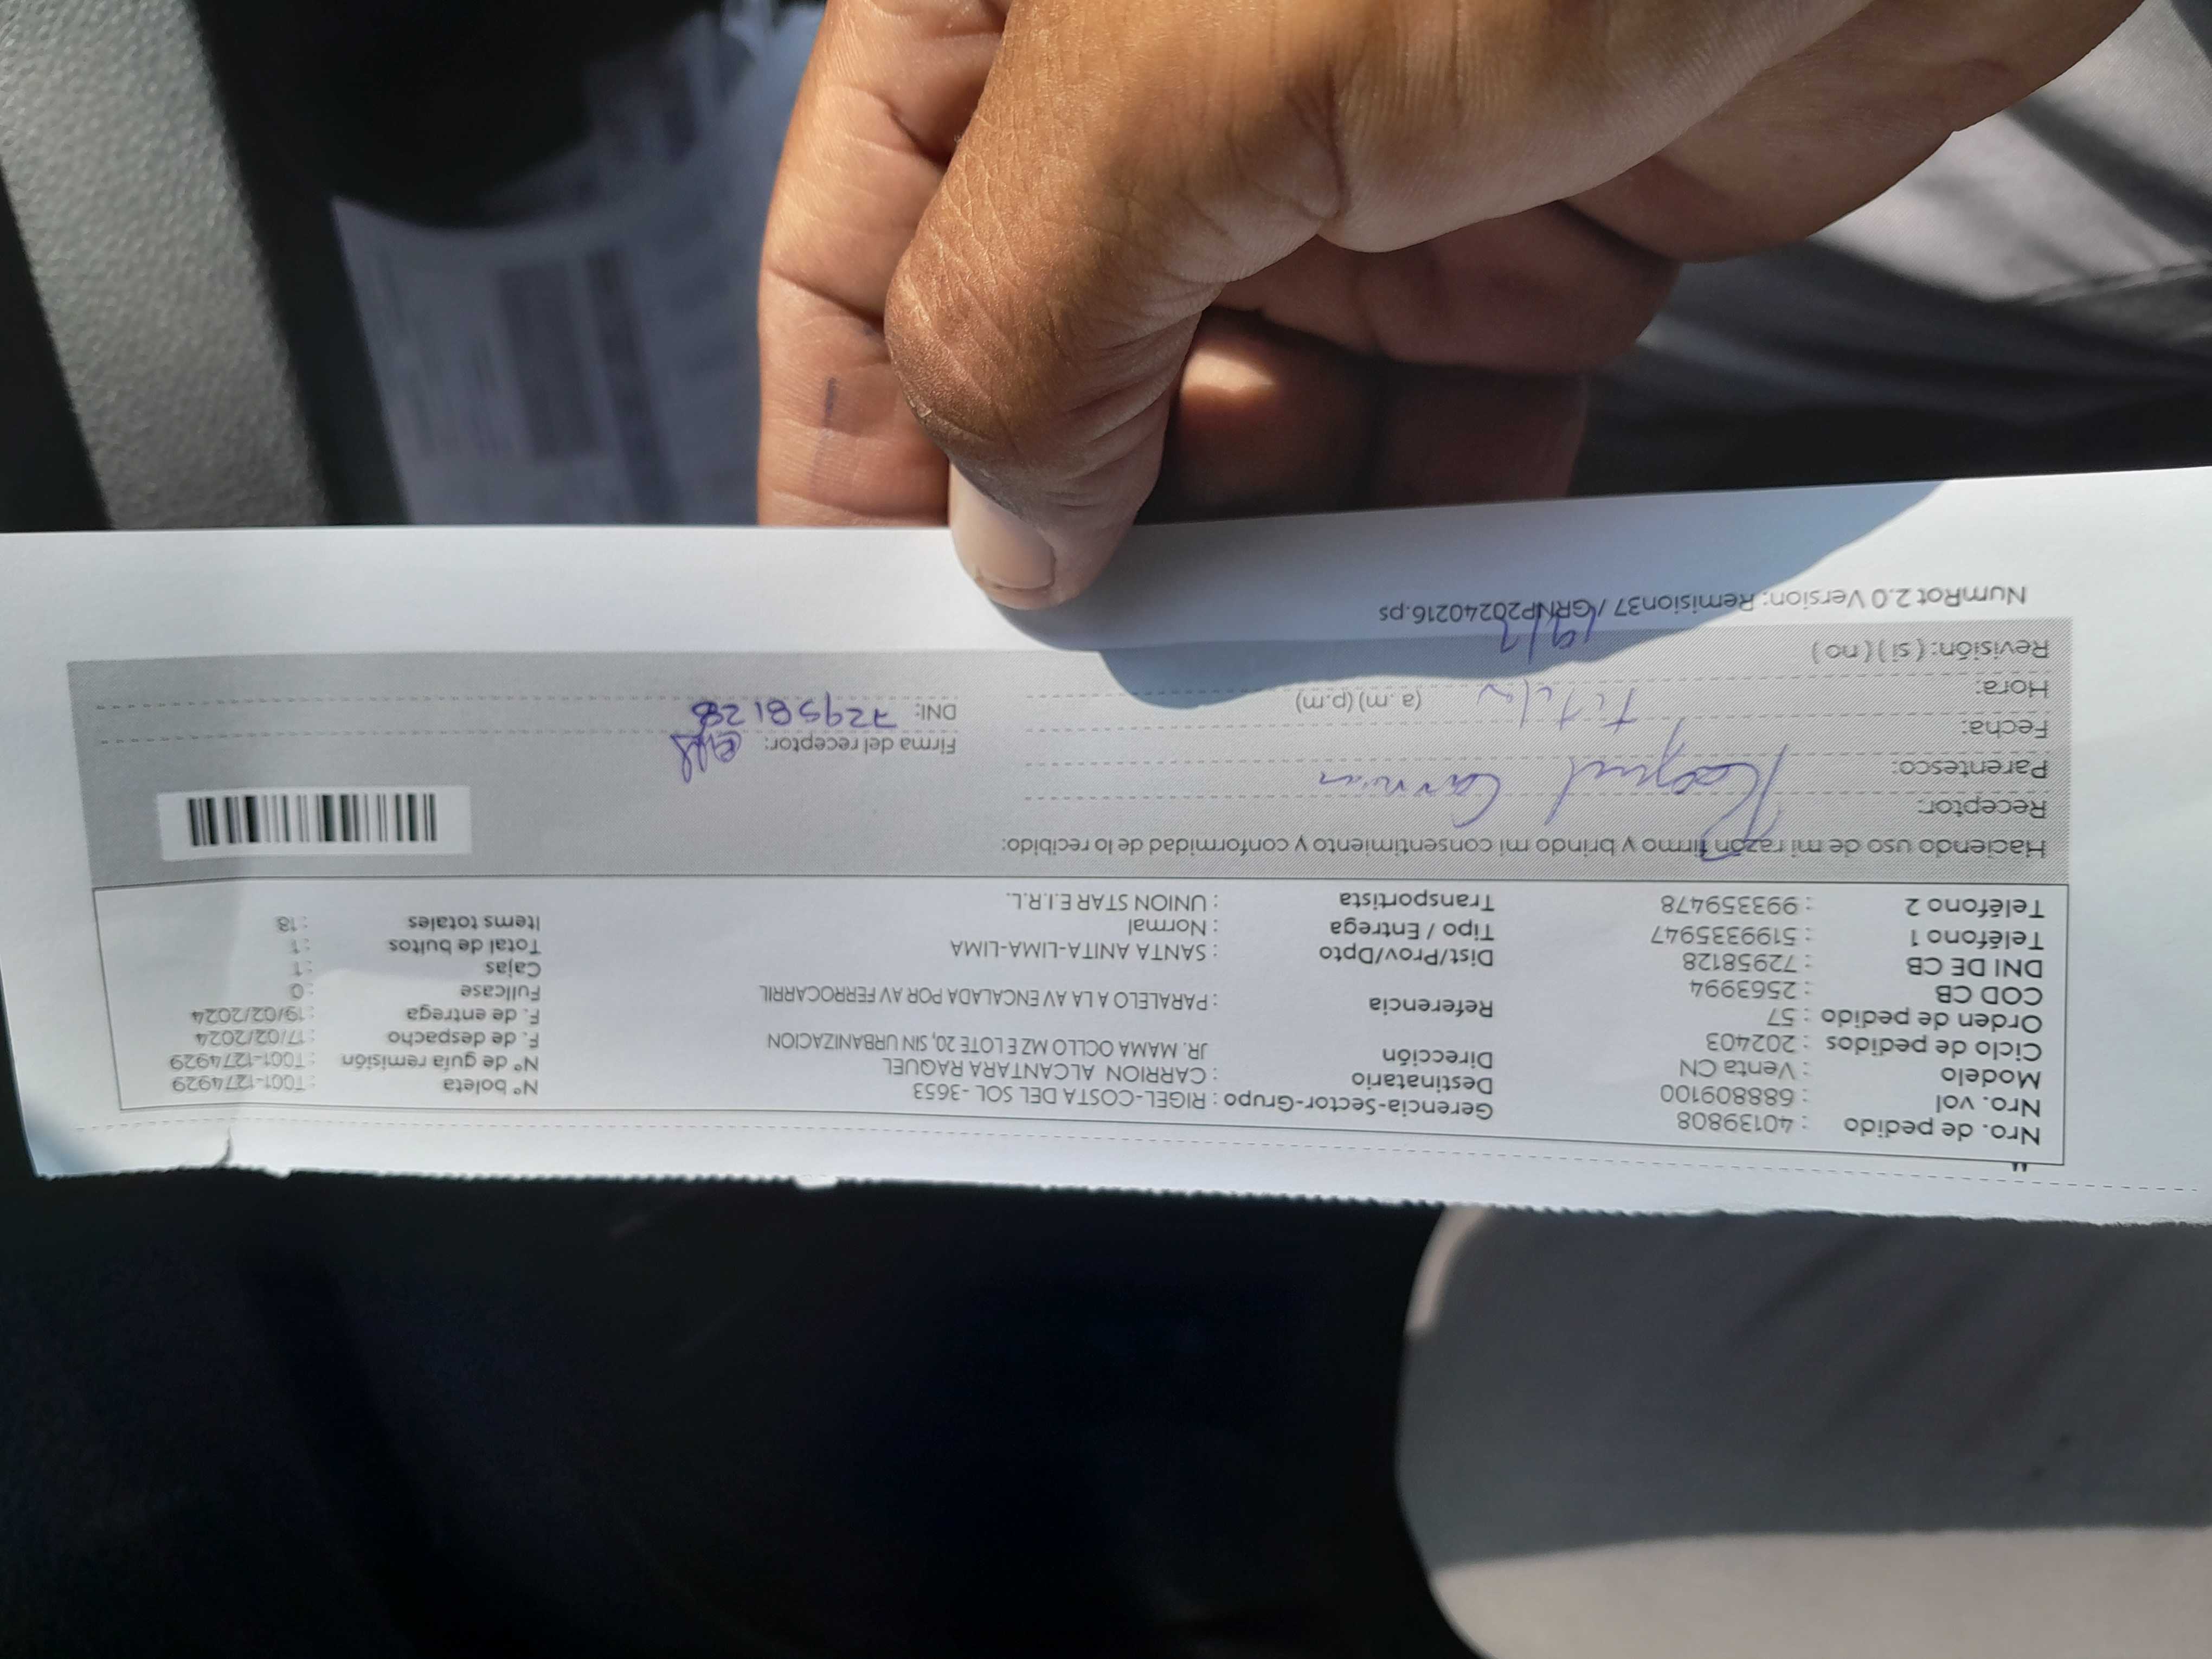 Nro. de pedido : 40139808
Nro. vol : 688809100
Modelo : Venta CN
Ciclo de pedidos : 202403
Orden de pedido : 57
COD CB : 2563994
DNI DE CB : 72958128
Teléfono 1 : 5199335947
Teléfono 2 : 993359478
Gerencia-Sector-Grupo : RIGEL-COSTA DEL SOL - 3653
Destinatario : CARRION ALCANTARA RAQUEL
Dirección JR. MAMA OCLLO MZ E LOTE 20, SIN URBANIZACION
Referencia : PARALELO A LA AV ENCALADA POR AV FERROCARRIL
Dist/Prov/Dpto : SANTA ANITA-LIMA-LIMA
Tipo / Entrega : Normal
Transportista : UNION STAR E.I.R.L.
Nº boleta : T001-1274929
Nº de guía remisión : T001-1274929
F. de despacho : 17/02/2024
F. de entrega : 19/02/2024
Fullcase : 0
Cajas : 1
Total de bultos : 1
Items totales : 18
Haciendo uso de mi razón firmo y brindo mi consentimiento y conformidad de lo recibido:
Receptor: Raquel Carrion
Parentesco:
Fecha: Titular
Hora: (a.m) (p.m)
Revisión: ( si ) ( no ) 19/2
Firma del receptor:
DNI: 72958128
NumRot 2.0 Version: Remision37 / GRNP20240216.ps